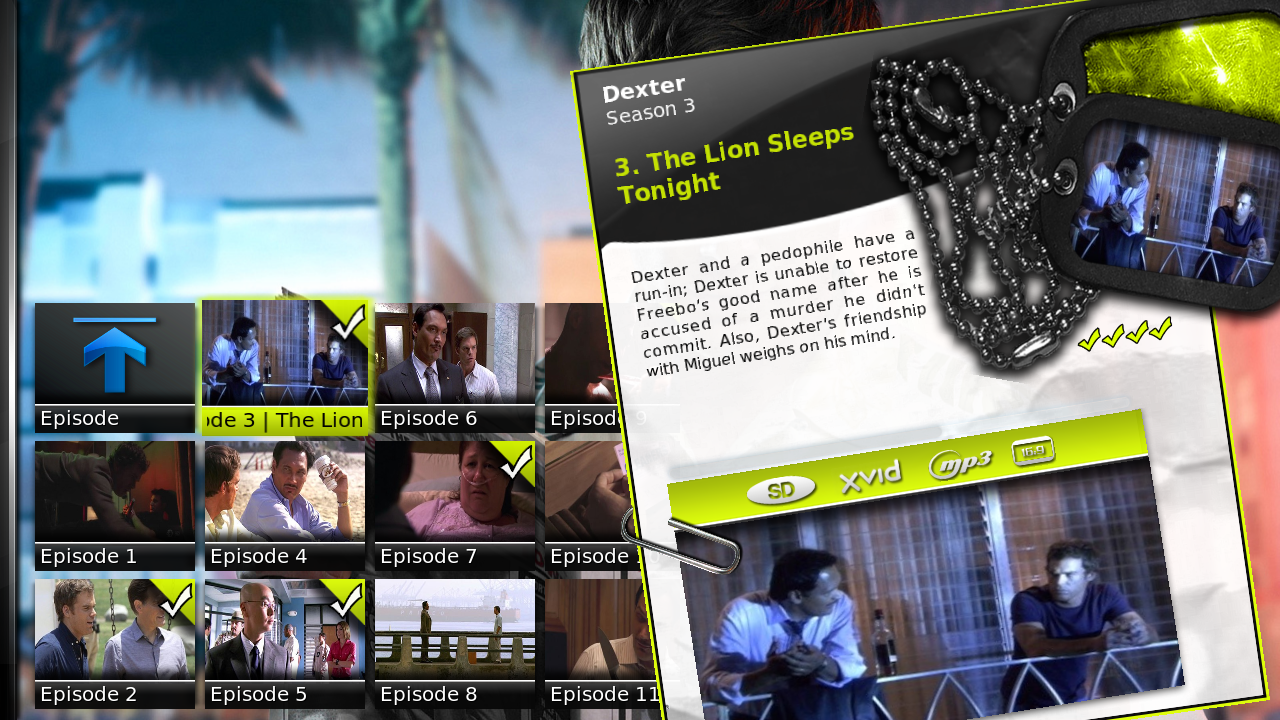 Dexter
Season 3
3. The Lion Sleeps
Tonight
Dexter and a pedophile have a
run-in; Dexter is unable to restore
Freebo's good name after he is
accused of a murder he didn't
commit. Also, Dexter's friendship
with Miguel weighs on his mind.
SD xvid mp3 16:9
Episode
ode 3 | The Lion
Episode 6
Episode 9
Episode 1
Episode 4
Episode 7
Episode
Episode 2
Episode 5
Episode 8
Episode 11